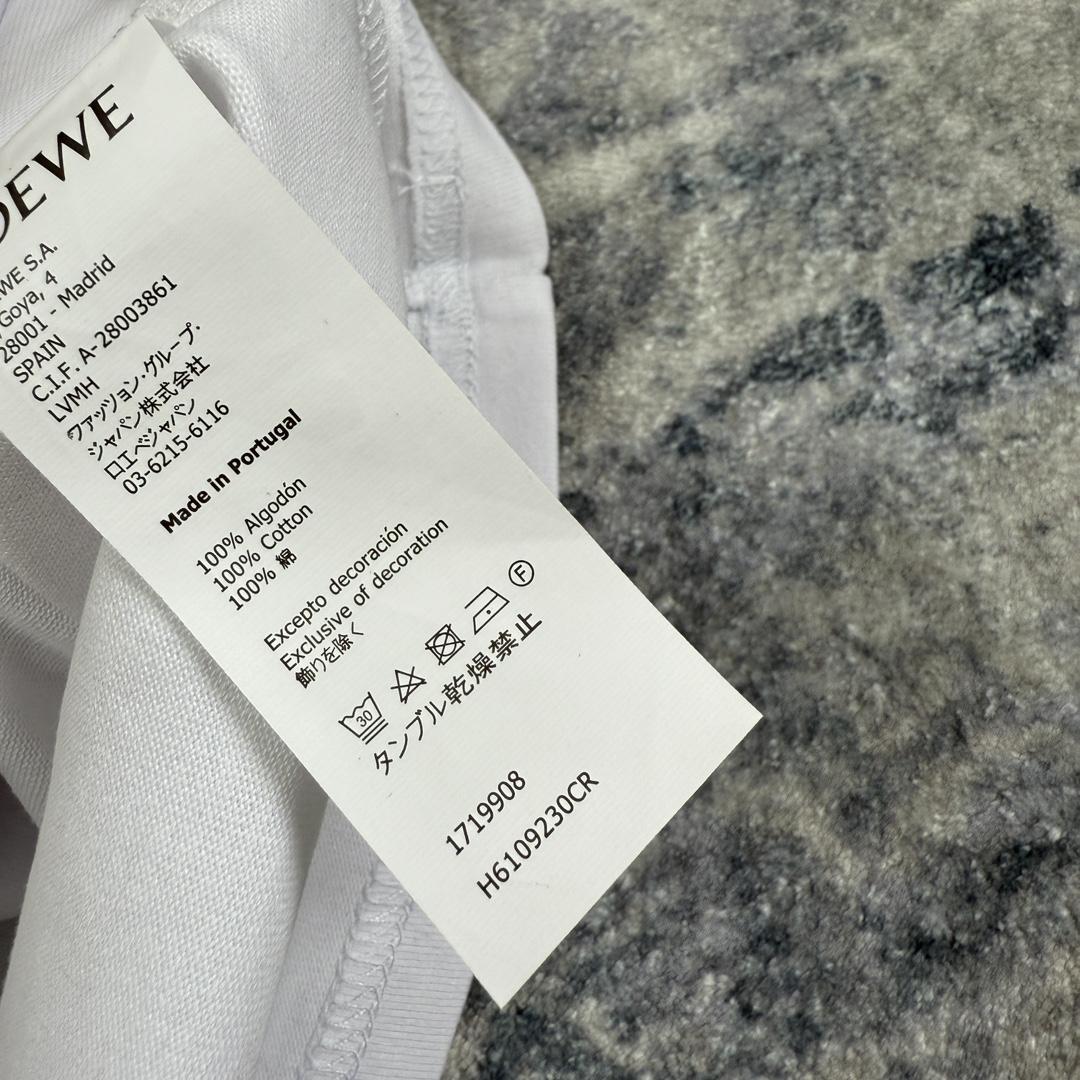 OEWE
WE S.A.
Goya, 4
28001 - Madrid
SPAIN
C.I.F. A-28003861
LVMH
ファッション・グループ・
ジャパン株式会社
ロエベジャパン
03-6215-6116
Made in Portugal
100% Algodón
100% Cotton
100% 綿
Excepto decoración
Exclusive of decoration
飾りを除く
30
F
タンブル乾燥禁止
1719908
H6109230CR